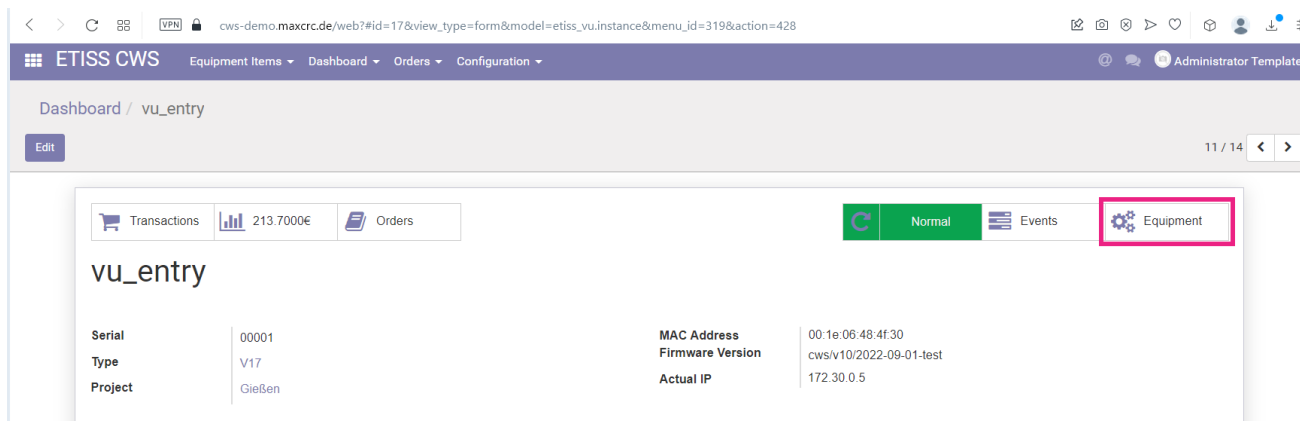 VPN cws-demo.maxcrc.de/web?#id=17&view_type=form&model=etiss_vu.instance&menu_id=319&action=428
ETISS CWS Equipment Items Dashboard Orders Configuration @ Administrator Template
Dashboard / vu_entry
Edit 11 / 14
Transactions 213.7000€ Orders Normal Events Equipment
vu_entry
Serial 00001 MAC Address 00:1e:06:48:4f:30
Firmware Version cws/v10/2022-09-01-test
Type V17
Actual IP 172.30.0.5
Project Gießen